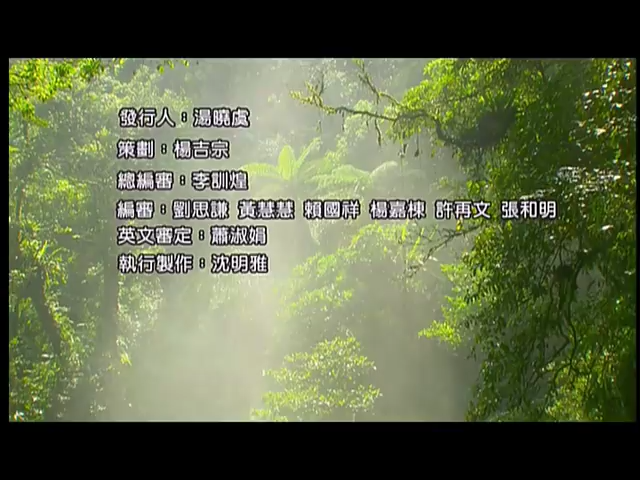 發行人：湯曉虞
策劃：楊吉宗
總編審：李訓煌
編審：劉思謙 黃慧慧 賴國祥 楊嘉棟 許再文 張和明
英文審定：蕭淑娟
執行製作：沈明雅